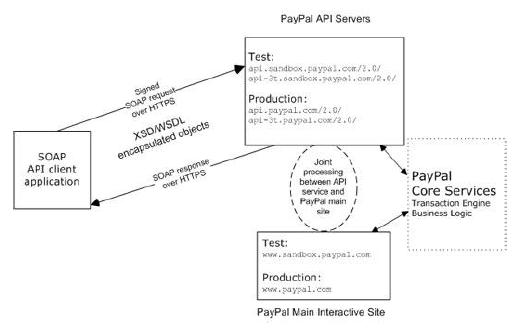 PayPal API Servers
Test:
api.sandbox.paypal.com/2.0/
api-3t.sandbox.paypal.com/2.0/
Production:
api.paypal.com/2.0/
api-3t.paypal.com/2.0/
Signed
SOAP request
over HTTPS
XSD/WSDL
encapsulated objects
SOAP
API client
application
SOAP response
over HTTPS
Joint
processing
between API
service and
PayPal main
site
PayPal
Core Services
Transaction Engine
Business Logic
Test:
www.sandbox.paypal.com
Production:
www.paypal.com
PayPal Main Interactive Site